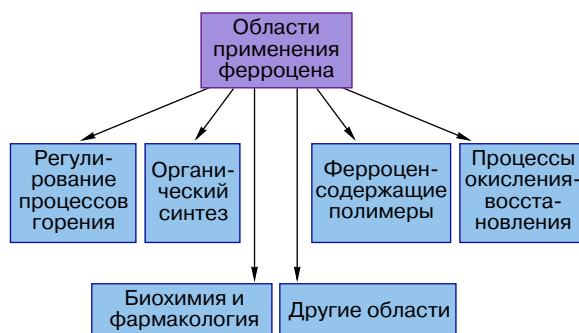 Области
применения
ферроцена
Регули-
рование
процессов
горения
Органи-
ческий
синтез
Ферроцен-
содержащие
полимеры
Процессы
окисления-
восста-
новления
Биохимия и
фармакология
Другие области